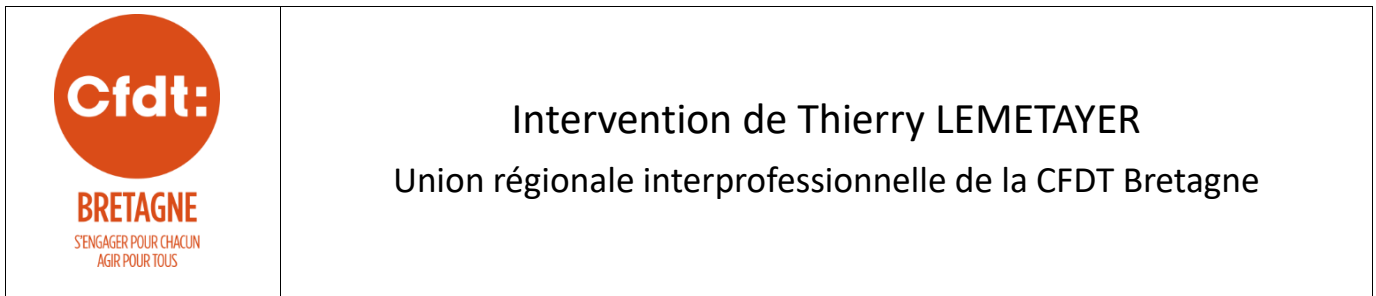 Cfdt:
BRETAGNE
S'ENGAGER POUR CHACUN
AGIR POUR TOUS
Intervention de Thierry LEMETAYER
Union régionale interprofessionnelle de la CFDT Bretagne